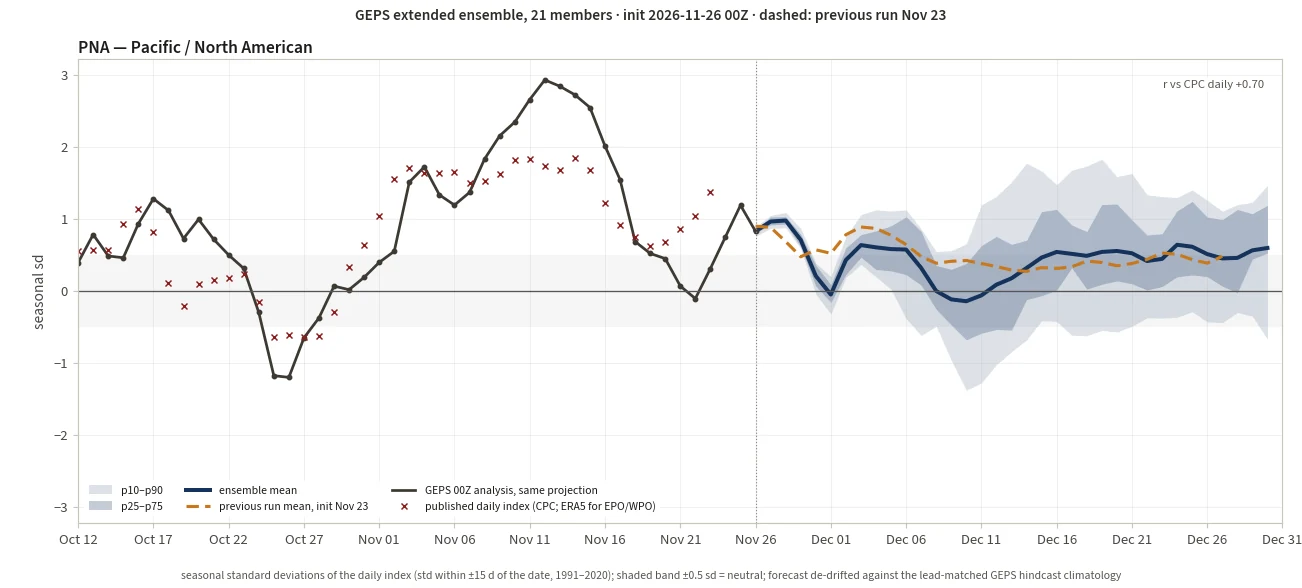 GEPS extended ensemble, 21 members · init 2026-11-26 00Z · dashed: previous run Nov 23
PNA — Pacific / North American
r vs CPC daily +0.70
seasonal sd
3
2
1
0
−1
−2
−3
p10–p90
p25–p75
ensemble mean
previous run mean, init Nov 23
GEPS 00Z analysis, same projection
published daily index (CPC; ERA5 for EPO/WPO)
Oct 12 Oct 17 Oct 22 Oct 27 Nov 01 Nov 06 Nov 11 Nov 16 Nov 21 Nov 26 Dec 01 Dec 06 Dec 11 Dec 16 Dec 21 Dec 26 Dec 31
seasonal standard deviations of the daily index (std within ±15 d of the date, 1991–2020); shaded band ±0.5 sd = neutral; forecast de-drifted against the lead-matched GEPS hindcast climatology